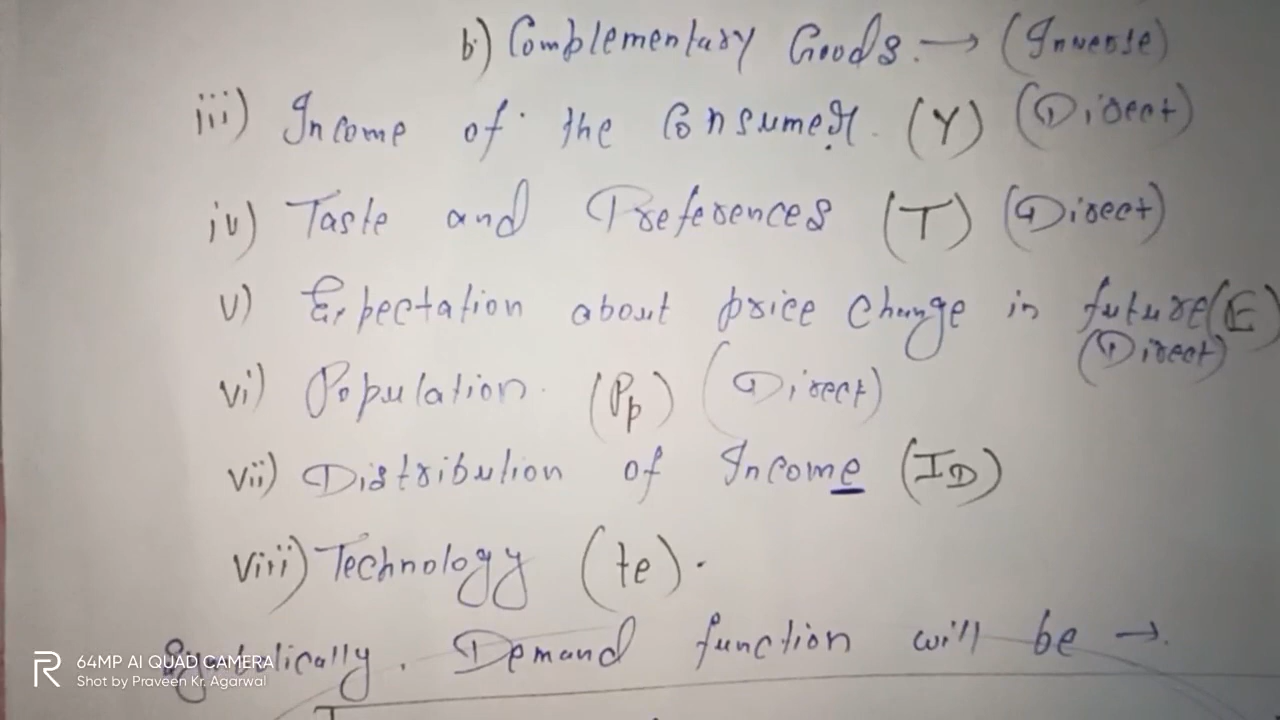 b) Complementary Goods. → (Inverse)
iii) Income of the Consumer. (Y) (Direct)
iv) Taste and Preferences (T) (Direct)
v) Expectation about price change in future (E)
(Direct)
vi) Population. (Pp) (Direct)
vii) Distribution of Income (ID)
viii) Technology (te).
Symbolically. Demand function will be →.
64MP AI QUAD CAMERA
Shot by Praveen Kr. Agarwal